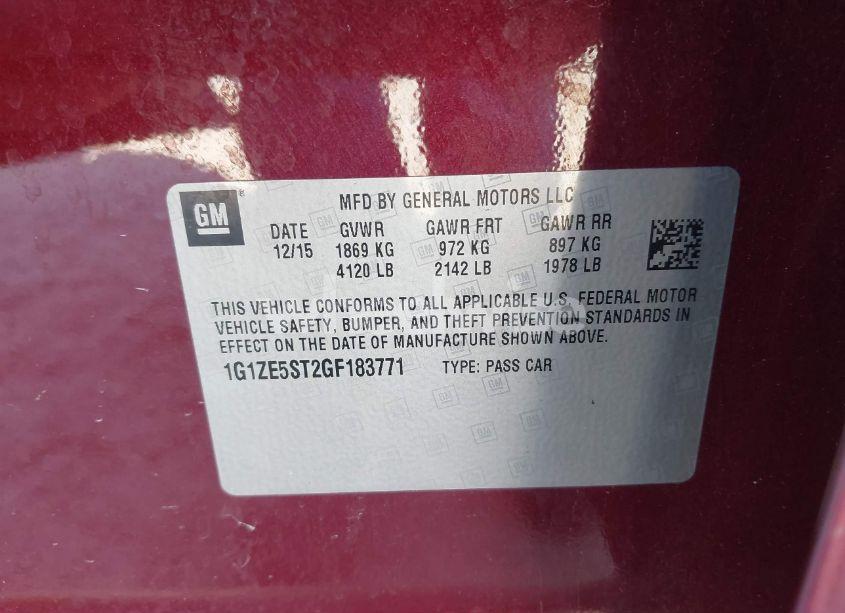 GM ®
MFD BY GENERAL MOTORS LLC
DATE GVWR GAWR FRT GAWR RR
12/15 1869 KG 972 KG 897 KG
4120 LB 2142 LB 1978 LB
THIS VEHICLE CONFORMS TO ALL APPLICABLE U.S. FEDERAL MOTOR
VEHICLE SAFETY, BUMPER, AND THEFT PREVENTION STANDARDS IN
EFFECT ON THE DATE OF MANUFACTURE SHOWN ABOVE.
1G1ZE5ST2GF183771 TYPE: PASS CAR